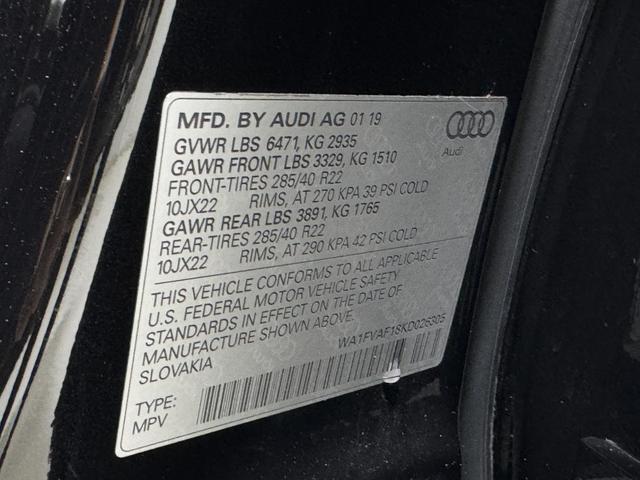 MFD. BY AUDI AG 01 19
GVWR LBS 6471, KG 2935
GAWR FRONT LBS 3329, KG 1510
FRONT-TIRES 285/40 R22
10JX22 RIMS, AT 270 KPA 39 PSI COLD
GAWR REAR LBS 3891, KG 1765
REAR-TIRES 285/40 R22
10JX22 RIMS, AT 290 KPA 42 PSI COLD
THIS VEHICLE CONFORMS TO ALL APPLICABLE
U.S. FEDERAL MOTOR VEHICLE SAFETY
STANDARDS IN EFFECT ON THE DATE OF
MANUFACTURE SHOWN ABOVE.
SLOVAKIA
WA1FVAF18KD026305
TYPE:
MPV
Audi